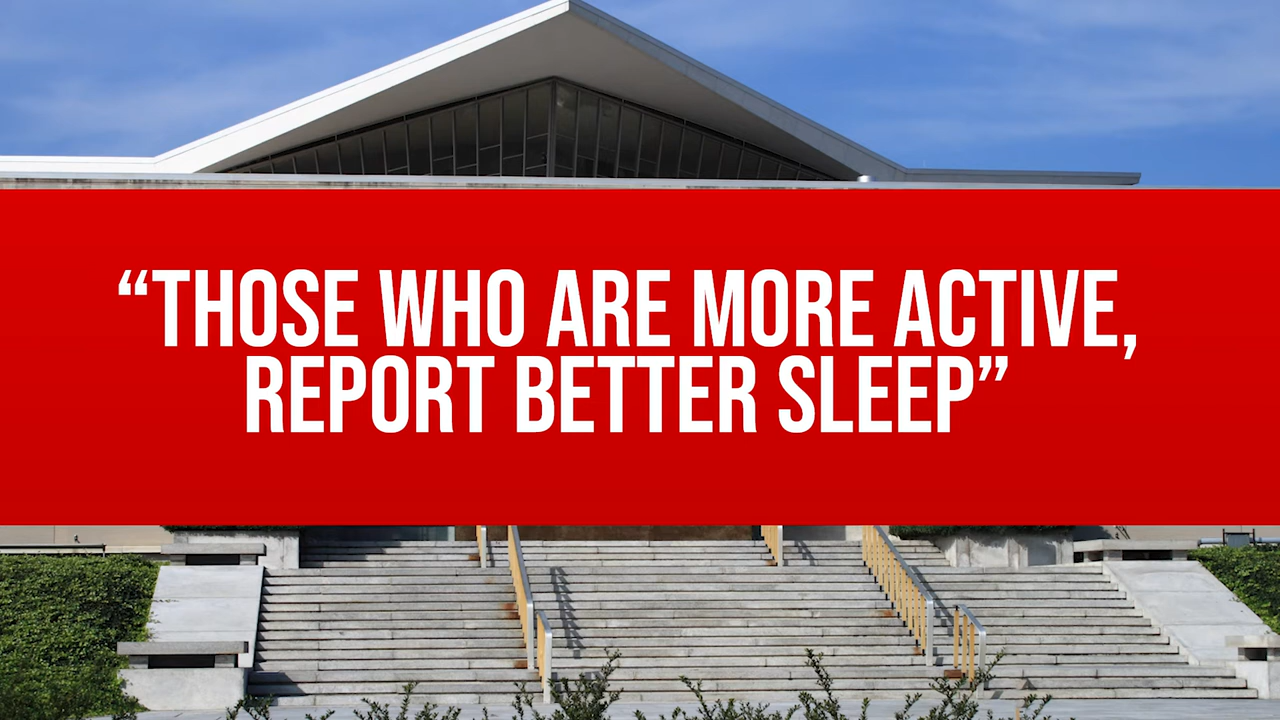 “THOSE WHO ARE MORE ACTIVE,
REPORT BETTER SLEEP”